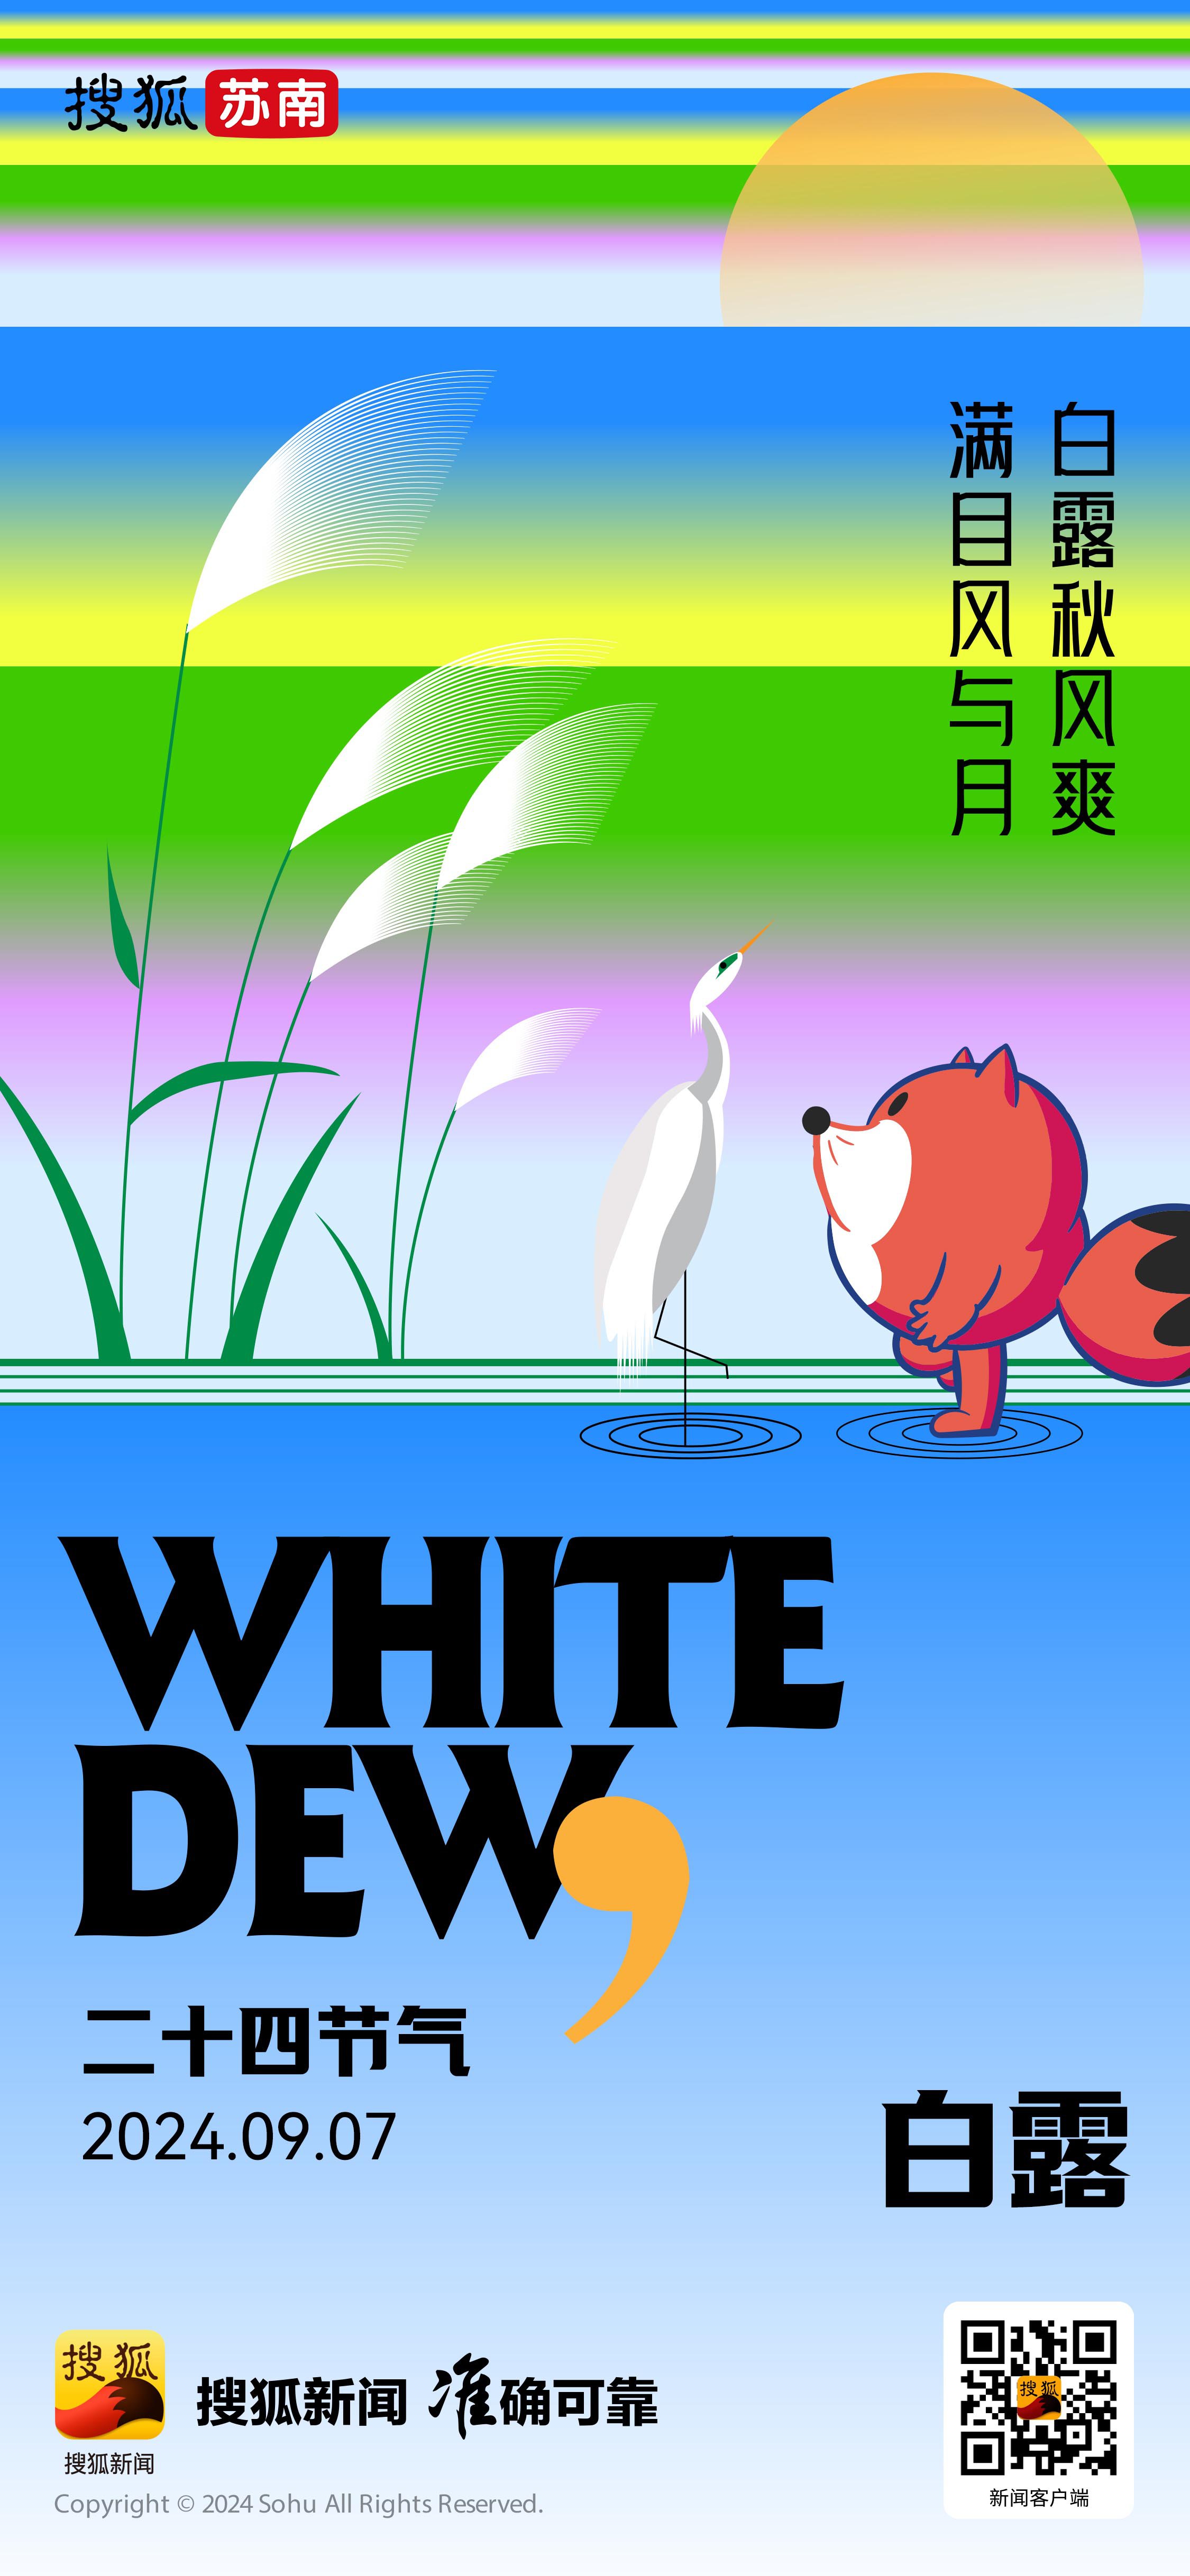 搜狐 苏南
白露秋风爽
满目风与月
WHITE
DEW,
二十四节气
2024.09.07
白露
搜狐
搜狐新闻 准确可靠
搜狐新闻
Copyright © 2024 Sohu All Rights Reserved.
搜狐
新闻客户端